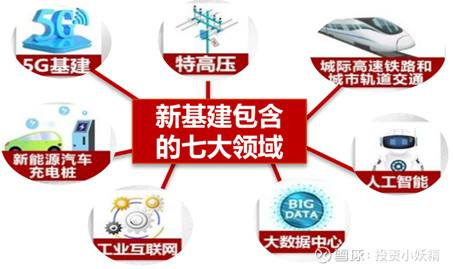 5G
5G基建
特高压
城际高速铁路和
城市轨道交通
新基建包含
的七大领域
新能源汽车
充电桩
人工智能
工业互联网
BIG
DATA
大数据中心
雪球:投资小妖精